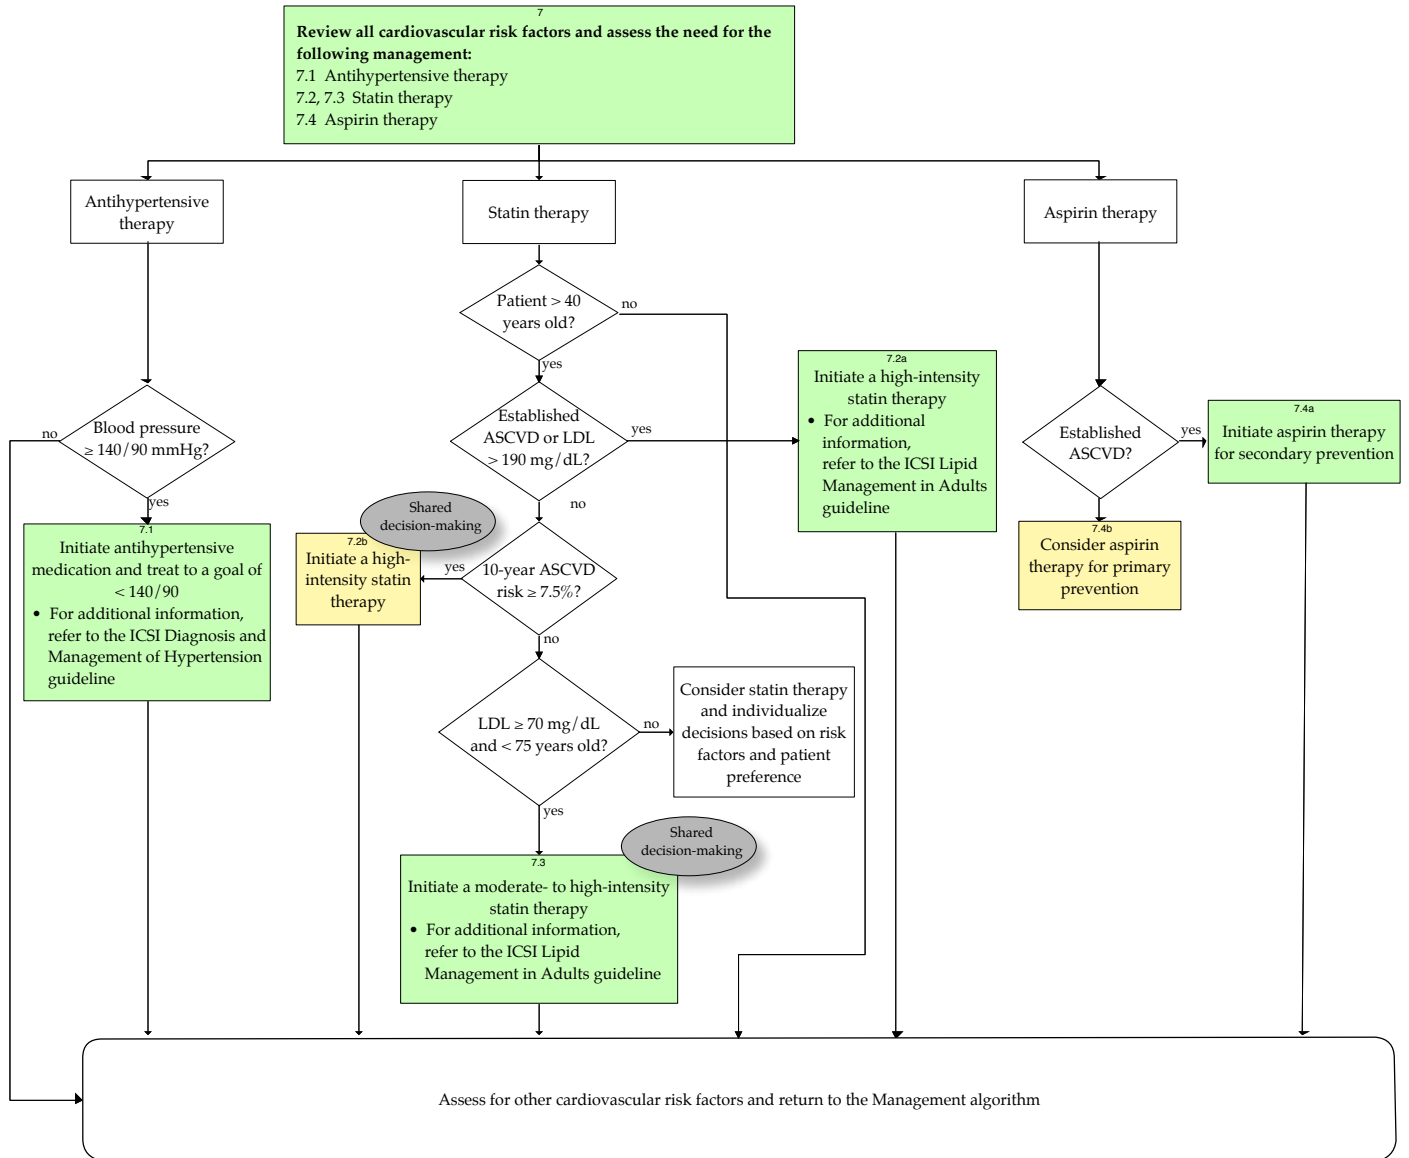 7
Review all cardiovascular risk factors and assess the need for the
following management:
7.1 Antihypertensive therapy
7.2, 7.3 Statin therapy
7.4 Aspirin therapy
Antihypertensive
therapy
Statin therapy
Aspirin therapy
Patient > 40
years old?
no
yes
Blood pressure
≥ 140/90 mmHg?
no
yes
Established
ASCVD or LDL
> 190 mg/dL?
yes
no
7.2a
Initiate a high-intensity
statin therapy
• For additional
information,
refer to the ICSI Lipid
Management in Adults
guideline
Established
ASCVD?
yes
7.4a
Initiate aspirin therapy
for secondary prevention
7.4b
Consider aspirin
therapy for primary
prevention
7.1
Initiate antihypertensive
medication and treat to a goal of
< 140/90
• For additional information,
refer to the ICSI Diagnosis and
Management of Hypertension
guideline
Shared
decision-making
7.2b
Initiate a high-
intensity statin
therapy
yes
10-year ASCVD
risk ≥ 7.5%?
no
LDL ≥ 70 mg/dL
and < 75 years old?
no
yes
Consider statin therapy
and individualize
decisions based on risk
factors and patient
preference
Shared
decision-making
7.3
Initiate a moderate- to high-intensity
statin therapy
• For additional information,
refer to the ICSI Lipid
Management in Adults guideline
Assess for other cardiovascular risk factors and return to the Management algorithm